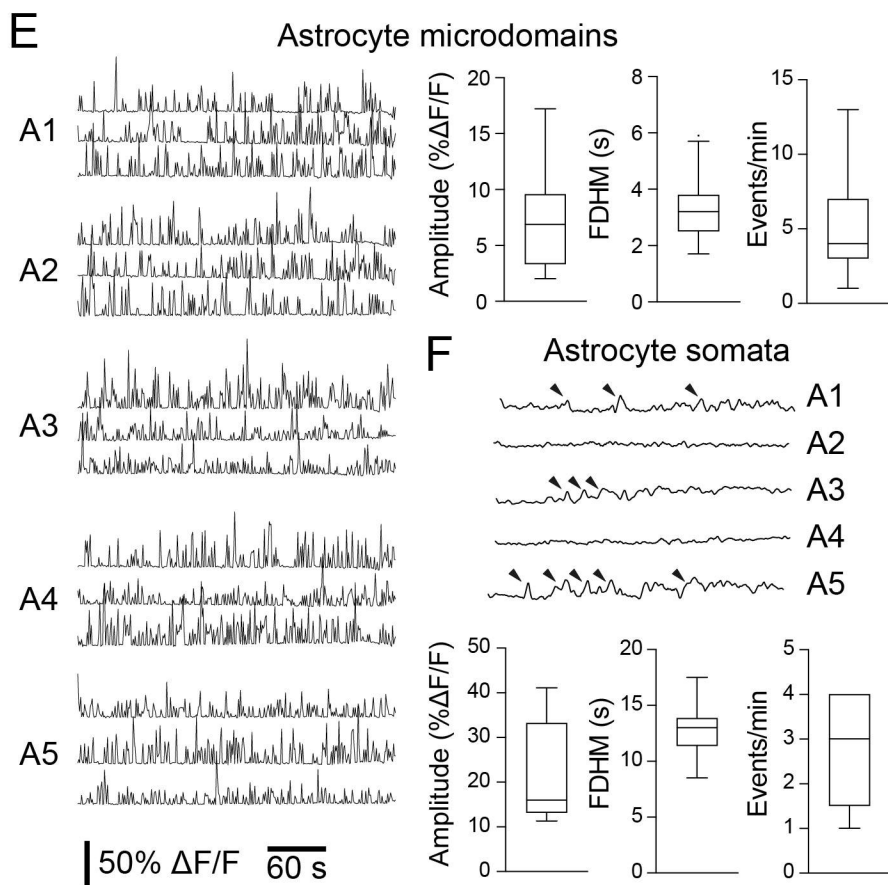 E
Astrocyte microdomains
A1
A2
A3
A4
A5
50% ΔF/F
60 s
Amplitude (%ΔF/F)
20
15
10
5
0
FDHM (s)
8
6
4
2
0
Events/min
15
10
5
0
F
Astrocyte somata
A1
A2
A3
A4
A5
Amplitude (%ΔF/F)
50
40
30
20
10
0
FDHM (s)
20
15
10
5
0
Events/min
5
4
3
2
1
0